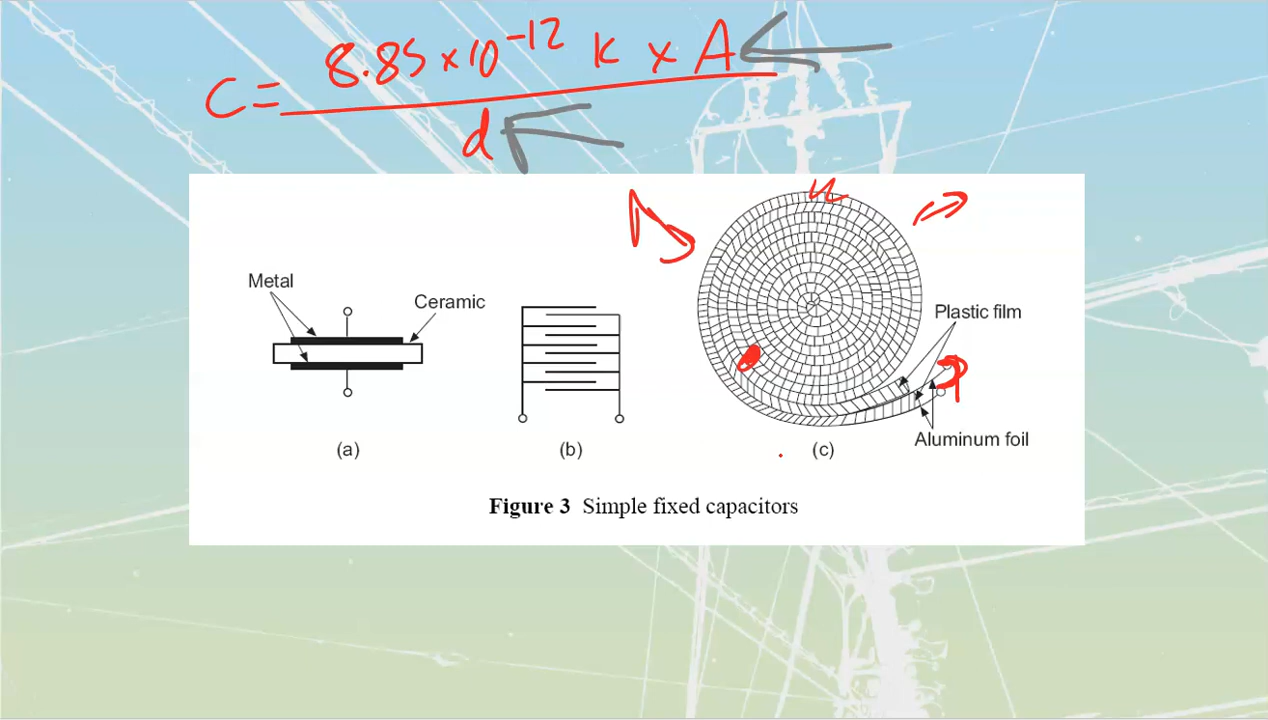 C = 8.85 x 10^-12 k x A
d
Metal
Ceramic
Plastic film
Aluminum foil
(a)
(b)
(c)
Figure 3 Simple fixed capacitors